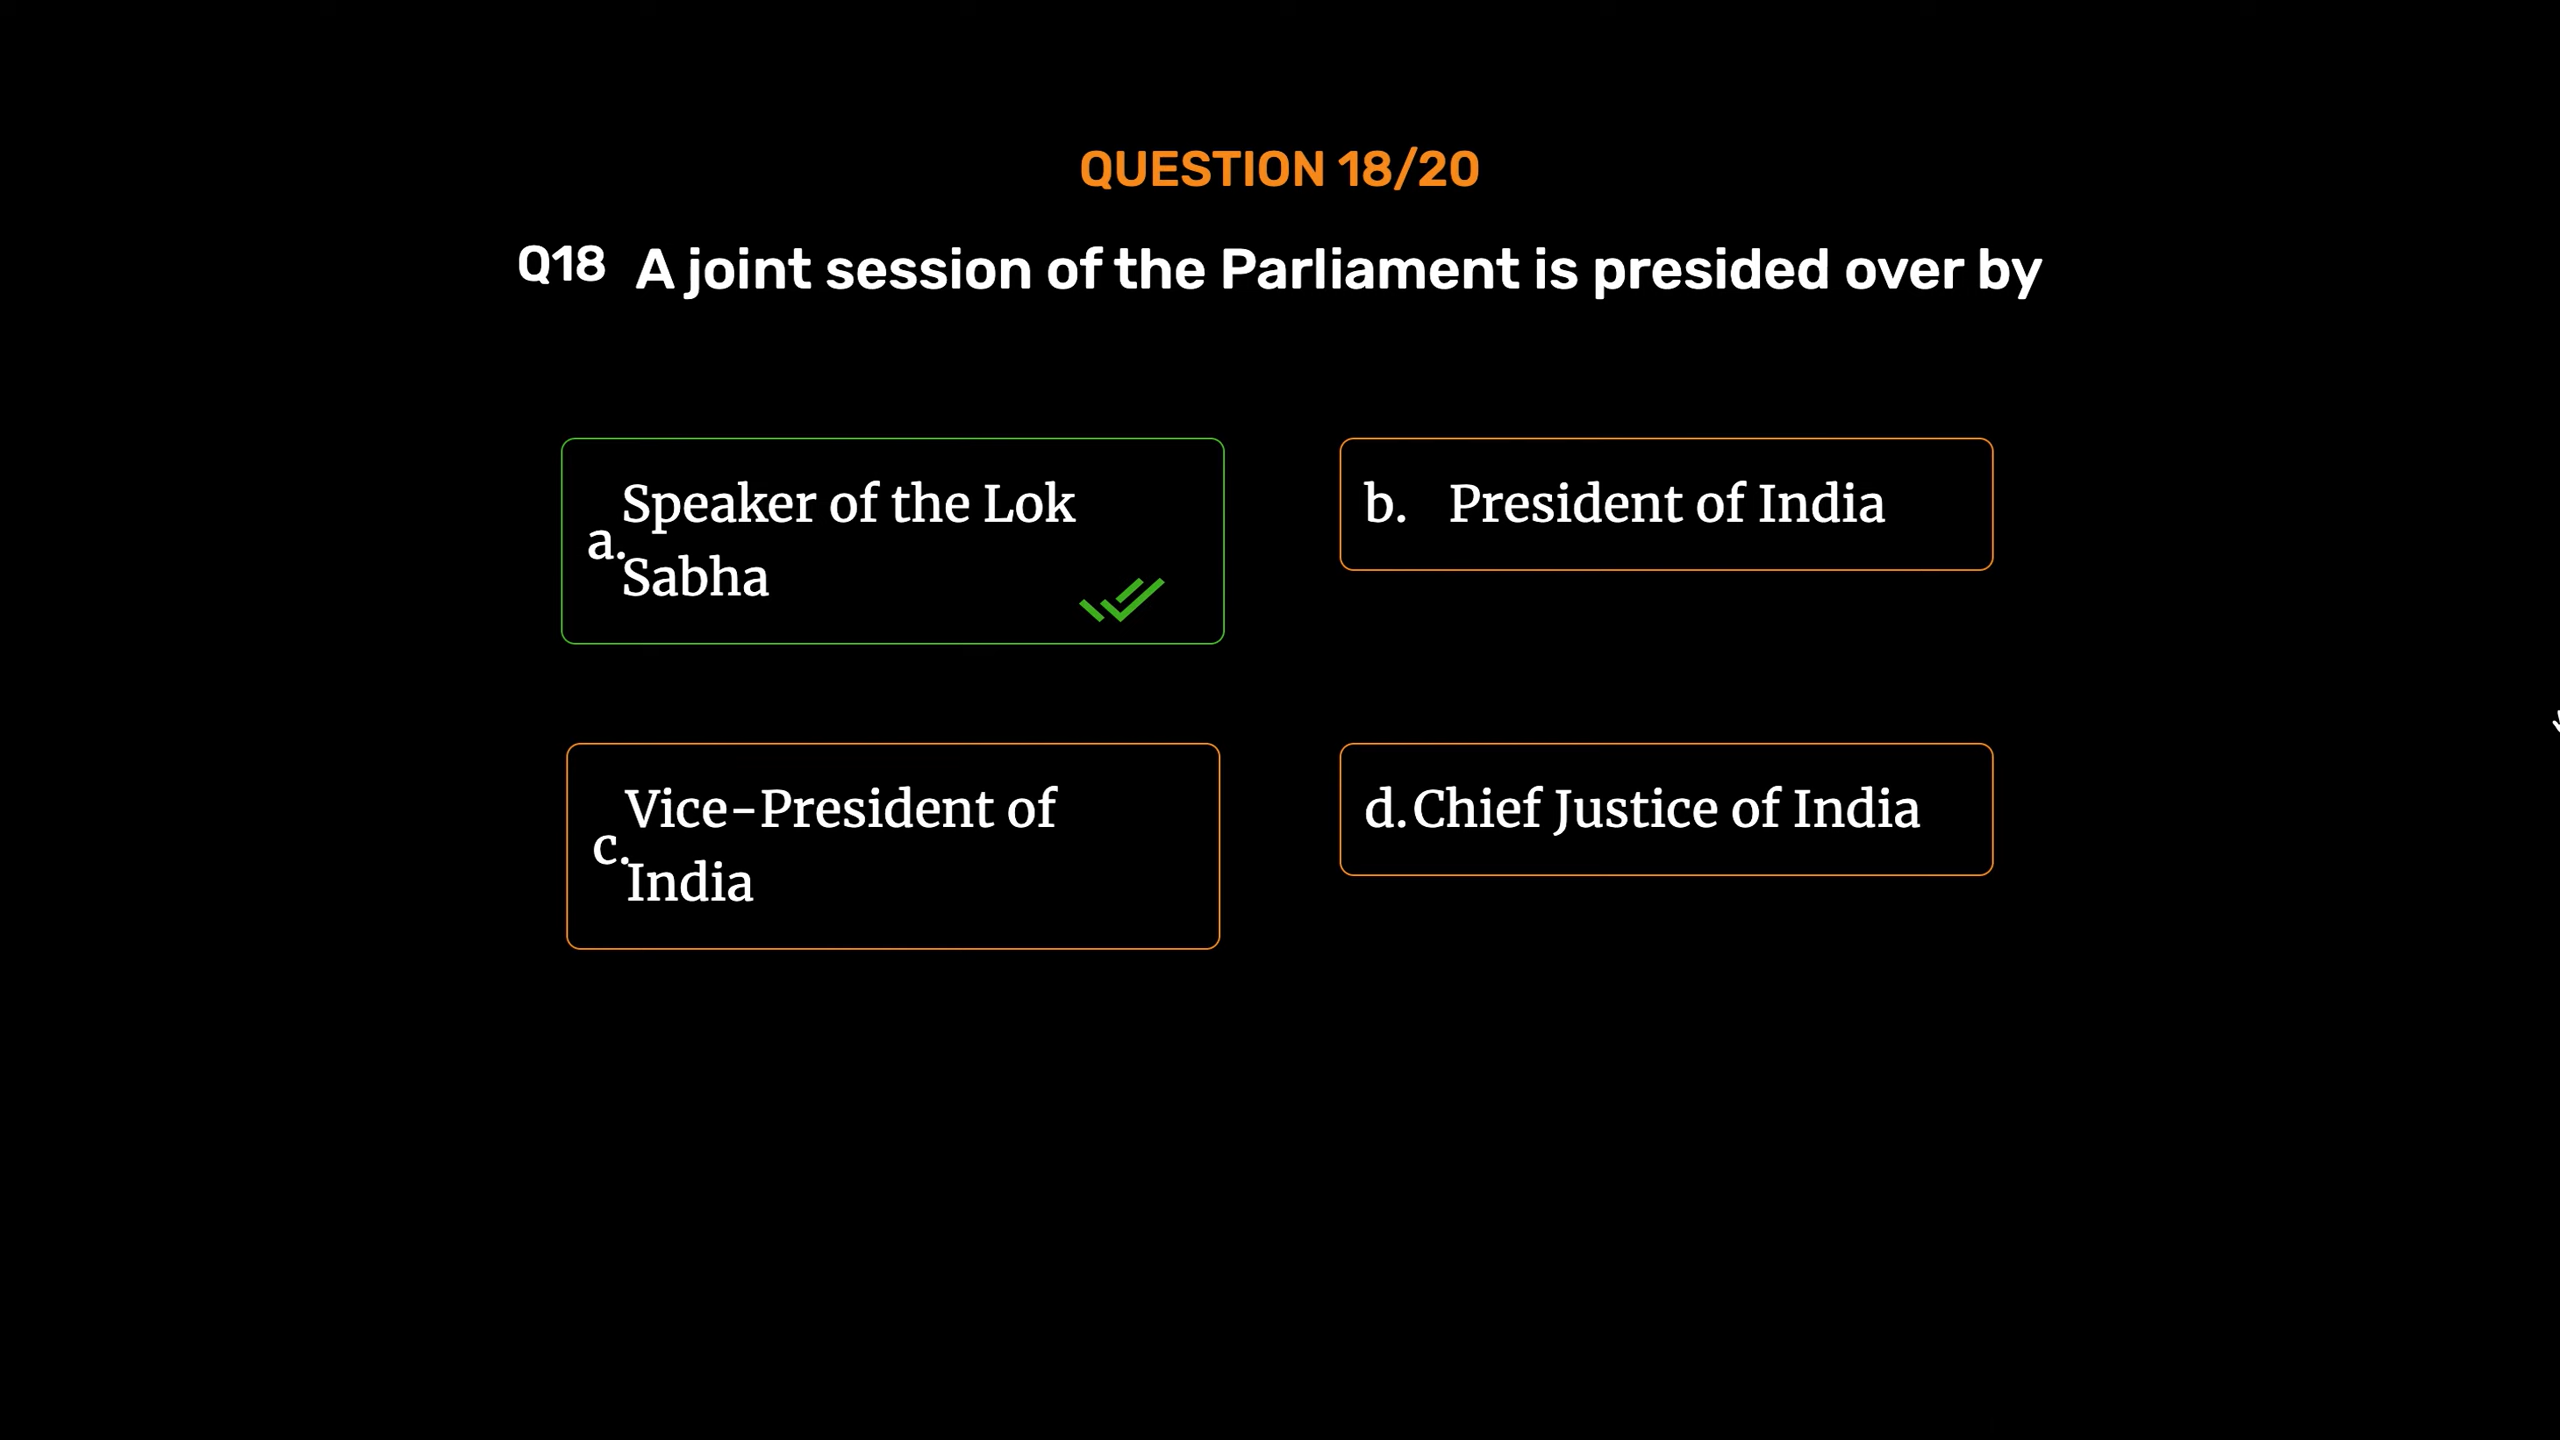 QUESTION 18/20
Q18 A joint session of the Parliament is presided over by
a. Speaker of the Lok
Sabha
b. President of India
c. Vice-President of
India
d. Chief Justice of India